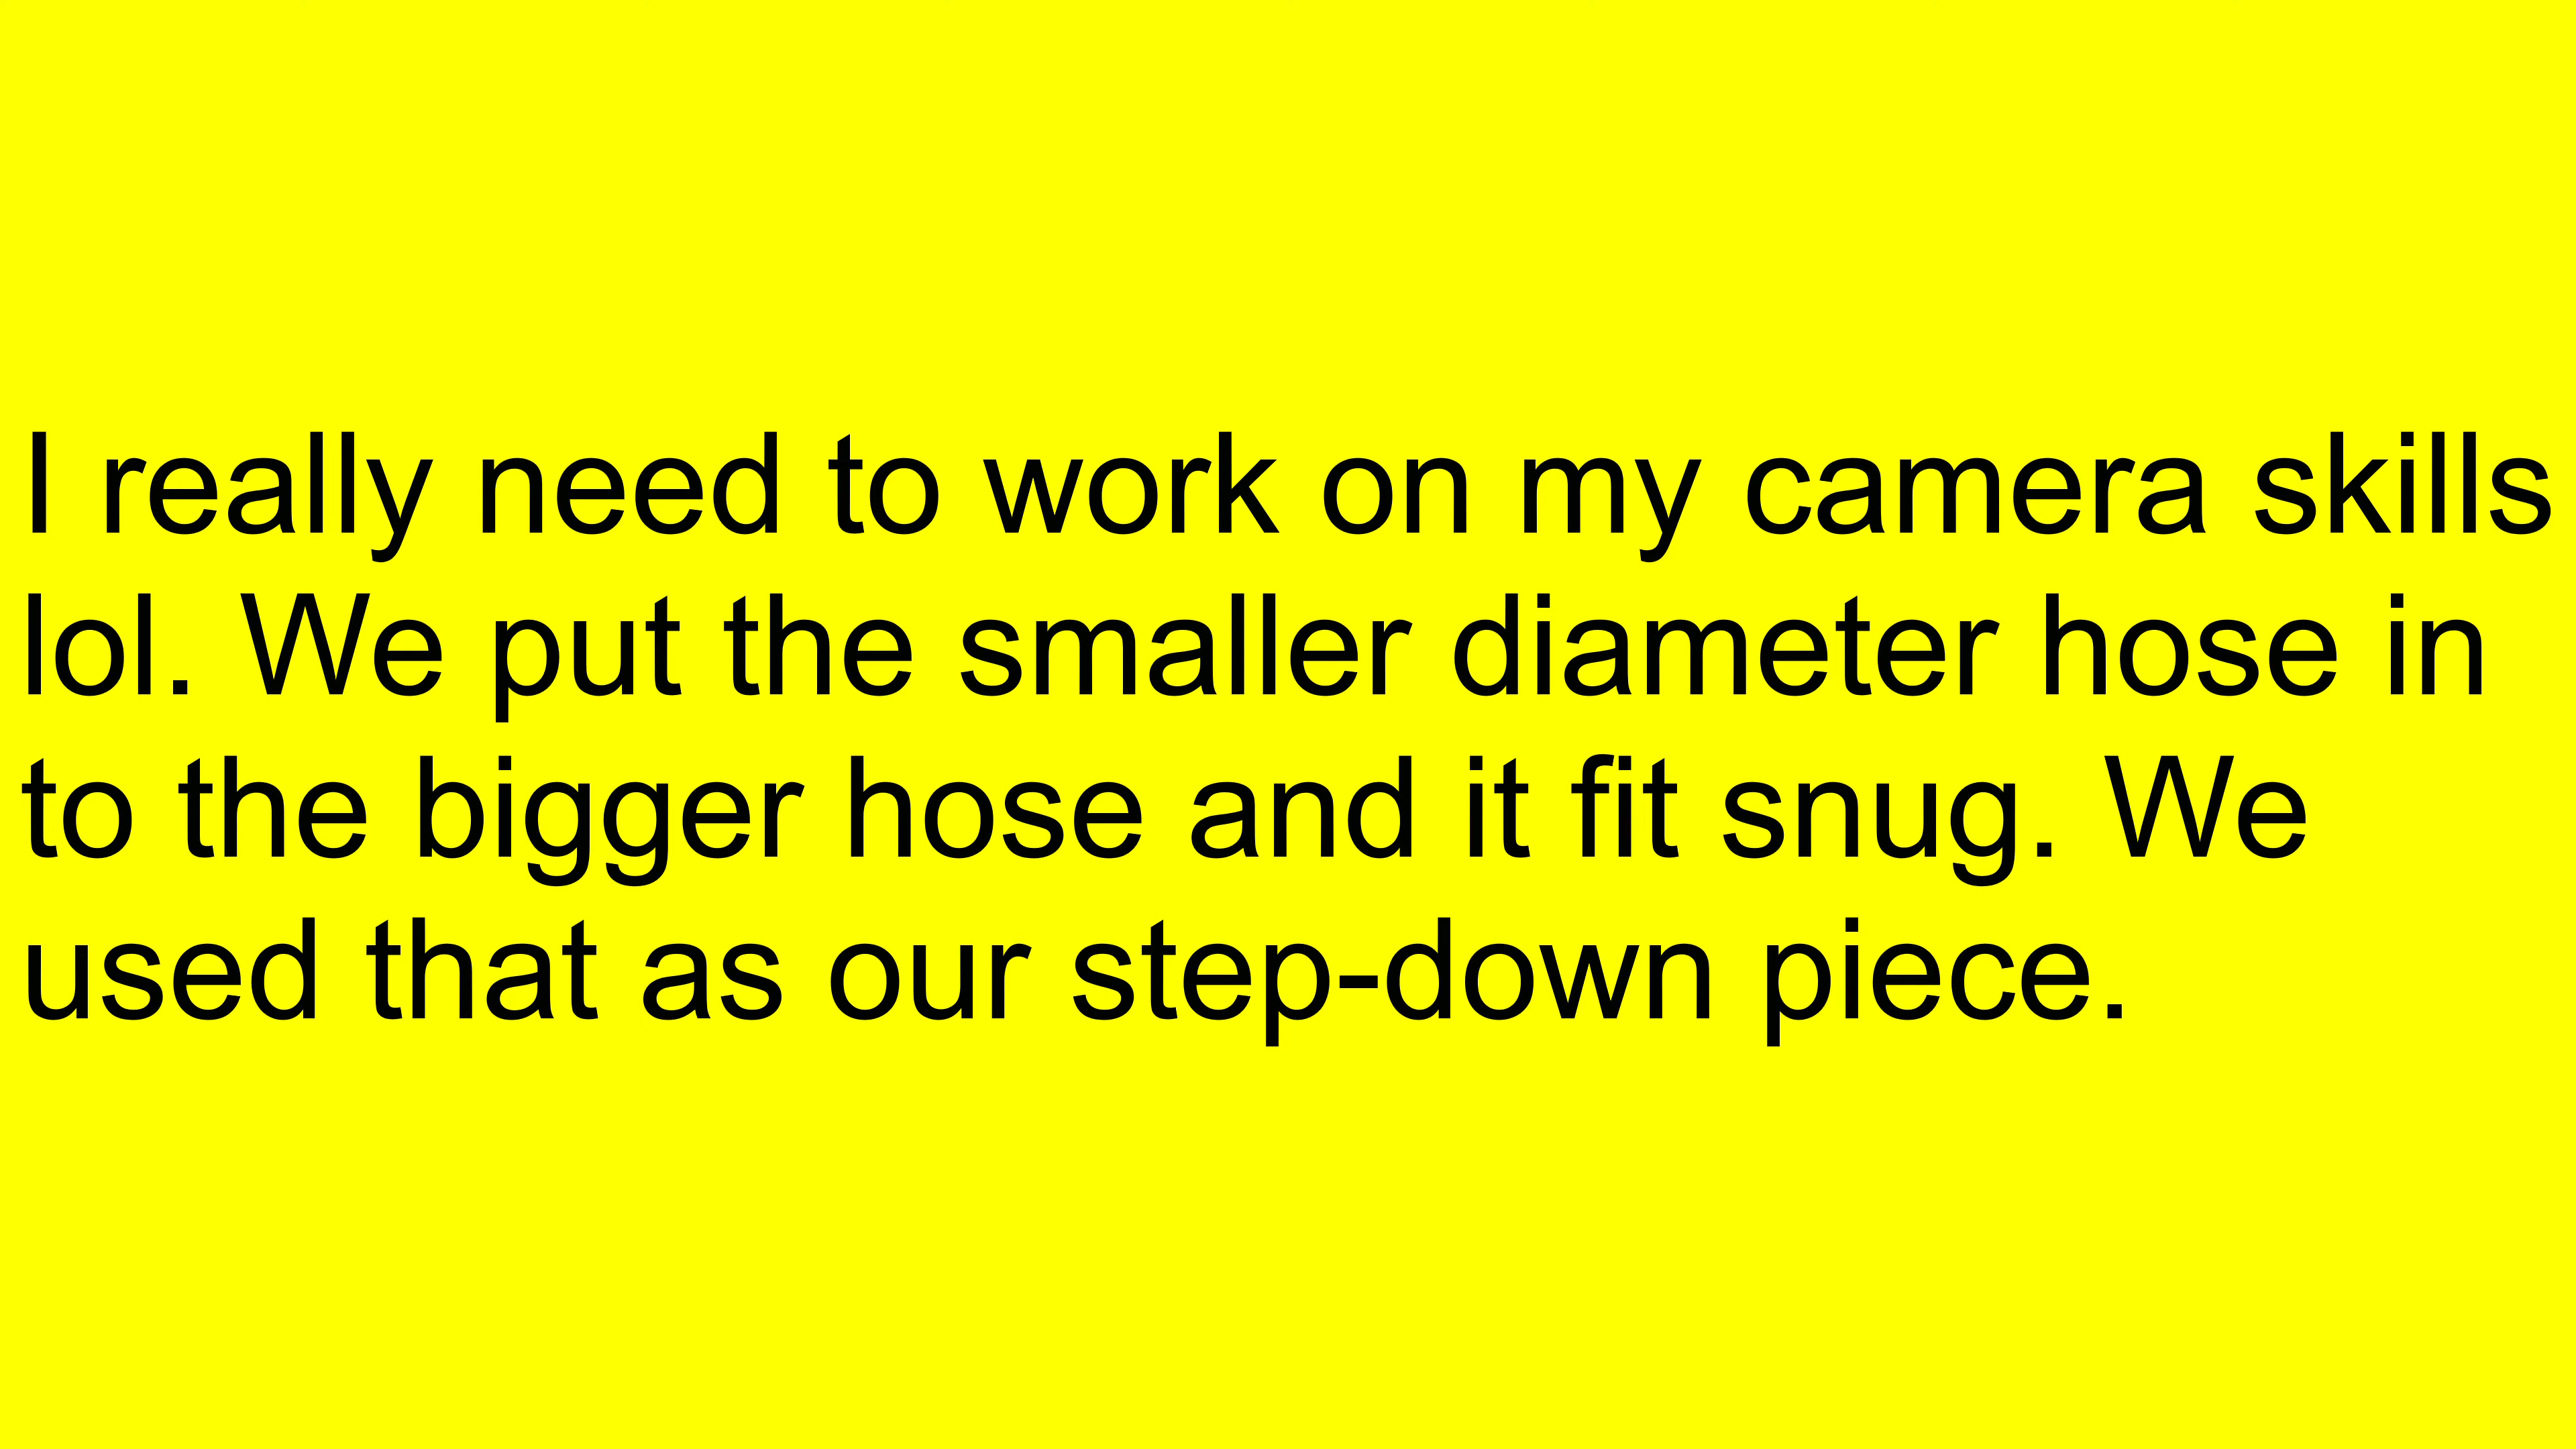 I really need to work on my camera skills
lol. We put the smaller diameter hose in
to the bigger hose and it fit snug. We
used that as our step-down piece.